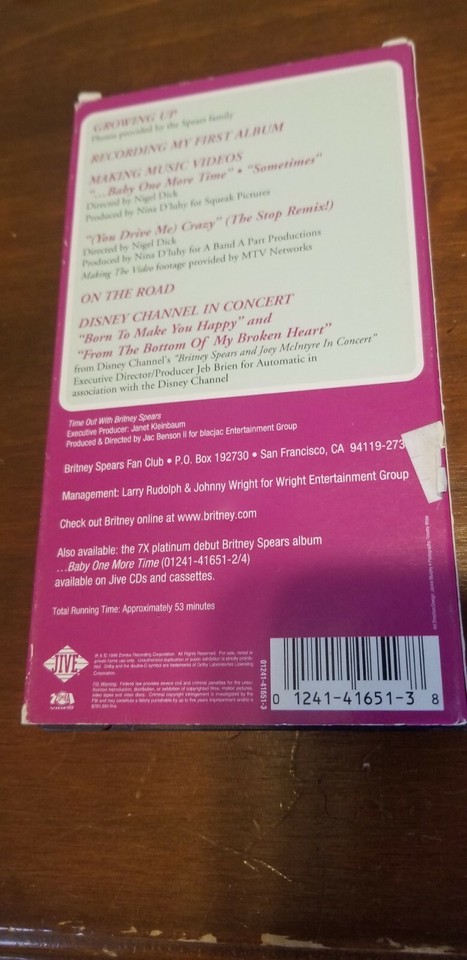 GROWING UP
Photos provided by the Spears family
RECORDING MY FIRST ALBUM
MAKING MUSIC VIDEOS
"...Baby One More Time" • "Sometimes"
Directed by Nigel Dick
Produced by Nina D'luhy for Squeak Pictures
"(You Drive Me) Crazy" (The Stop Remix!)
Directed by Nigel Dick
Produced by Nina D'luhy for A Band A Part Productions
Making The Video footage provided by MTV Networks
ON THE ROAD
DISNEY CHANNEL IN CONCERT
"Born To Make You Happy" and
"From The Bottom Of My Broken Heart"
from Disney Channel's "Britney Spears and Joey McIntyre In Concert"
Executive Director/Producer Jeb Brien for Automatic in
association with the Disney Channel
Time Out With Britney Spears
Executive Producer: Janet Kleinbaum
Produced & Directed by Jac Benson II for blacjac Entertainment Group
Britney Spears Fan Club • P.O. Box 192730 • San Francisco, CA 94119-273
Management: Larry Rudolph & Johnny Wright for Wright Entertainment Group
Check out Britney online at www.britney.com
Also available: the 7X platinum debut Britney Spears album
...Baby One More Time (01241-41651-2/4)
available on Jive CDs and cassettes.
Total Running Time: Approximately 53 minutes
JIVE
01241-41651-3
0 1241-41651-3 8